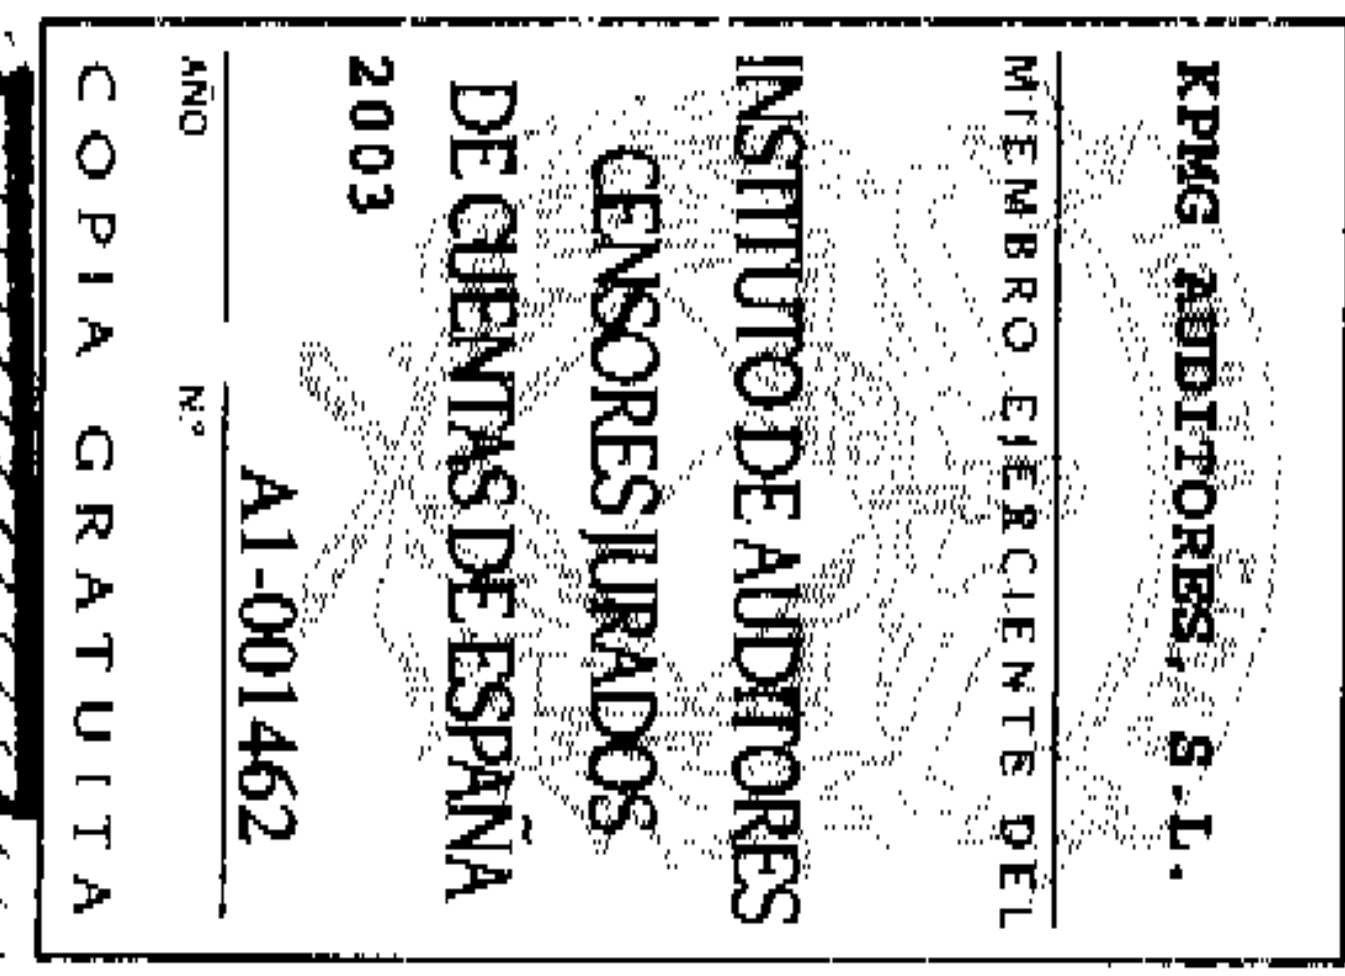 KPMG AUDITORES, S.L.
MIEMBRO EJERCIENTE DEL
INSTITUTO DE AUDITORES
CENSORES JURADOS
DE CUENTAS DE ESPAÑA
2003 A1-001462
AÑO N.º
COPIA GRATUITA